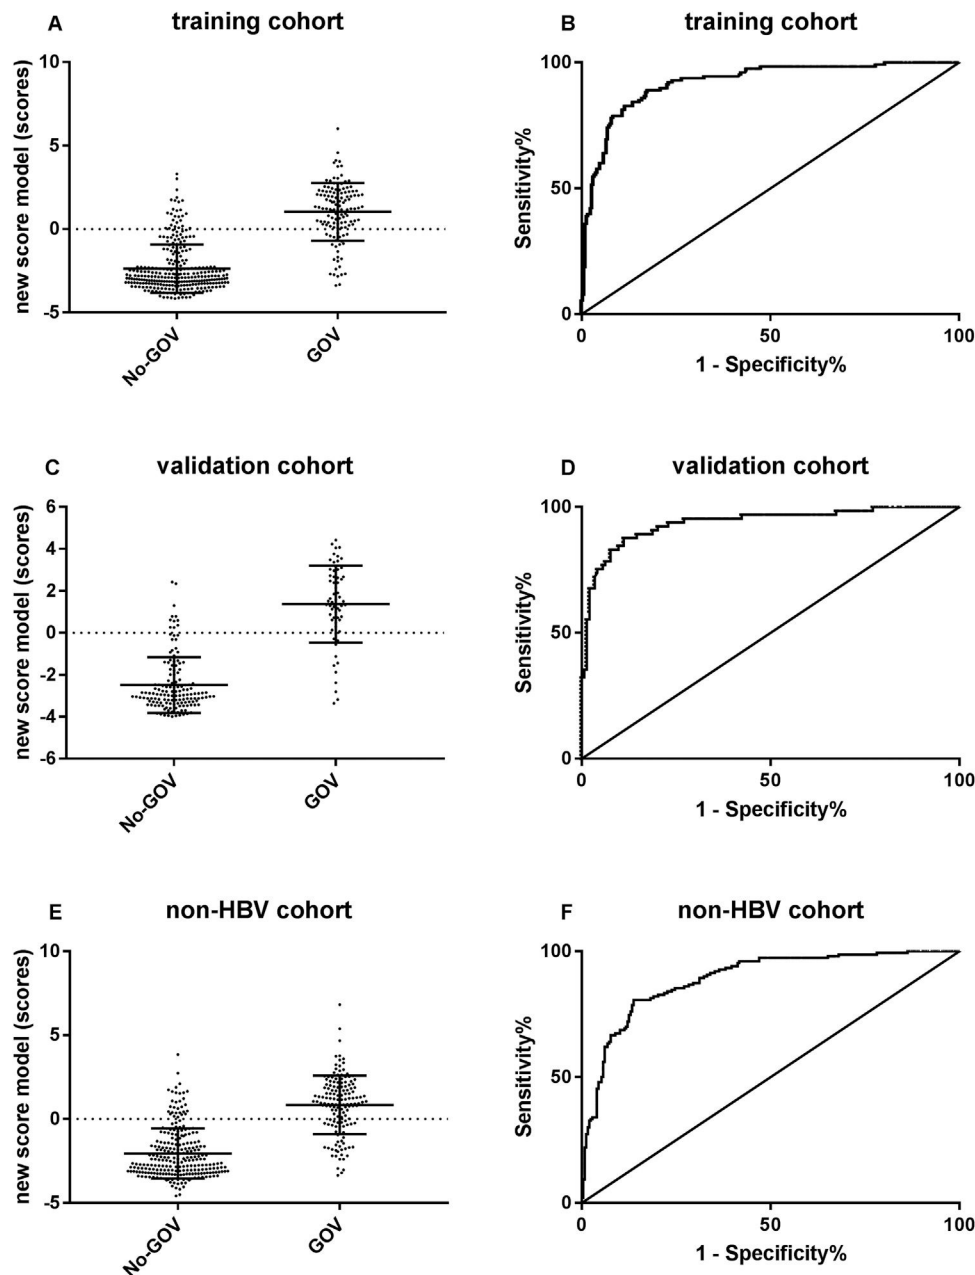 A training cohort
new score model (scores)
10
5
0
-5
No-GOV GOV
B training cohort
Sensitivity%
100
50
0
0 50 100
1 - Specificity%
C validation cohort
new score model (scores)
6
4
2
0
-2
-4
-6
No-GOV GOV
D validation cohort
Sensitivity%
100
50
0
0 50 100
1 - Specificity%
E non-HBV cohort
new score model (scores)
10
5
0
-5
No-GOV GOV
F non-HBV cohort
Sensitivity%
100
50
0
0 50 100
1 - Specificity%